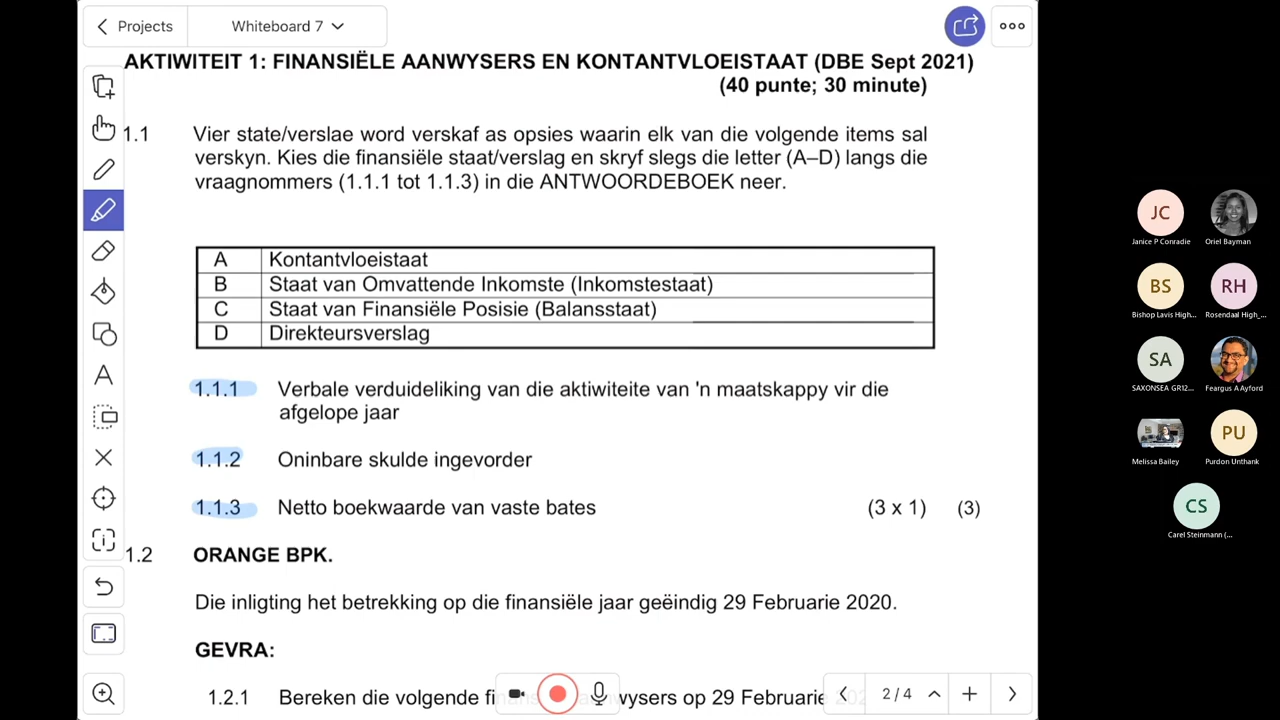 Projects
Whiteboard 7
AKTIWITEIT 1: FINANSIËLE AANWYSERS EN KONTANTVLOEISTAAT (DBE Sept 2021)
(40 punte; 30 minute)
1.1 Vier state/verslae word verskaf as opsies waarin elk van die volgende items sal
verskyn. Kies die finansiële staat/verslag en skryf slegs die letter (A–D) langs die
vraagnommers (1.1.1 tot 1.1.3) in die ANTWOORDEBOEK neer.
A Kontantvloeistaat
B Staat van Omvattende Inkomste (Inkomstestaat)
C Staat van Finansiële Posisie (Balansstaat)
D Direkteursverslag
1.1.1 Verbale verduideliking van die aktiwiteite van 'n maatskappy vir die
afgelope jaar
1.1.2 Oninbare skulde ingevorder
1.1.3 Netto boekwaarde van vaste bates (3 x 1) (3)
1.2 ORANGE BPK.
Die inligting het betrekking op die finansiële jaar geëindig 29 Februarie 2020.
GEVRA:
1.2.1 Bereken die volgende op 29 Februarie
2/4
JC
Janice P Conradie
Oriel Bayman
BS
Bishop Lavis High...
RH
Rosendaal High_...
SA
SAXONSEA GR12...
Feargus A Ayford
Melissa Bailey
PU
Purdon Unthank
CS
Carel Steinmann (...